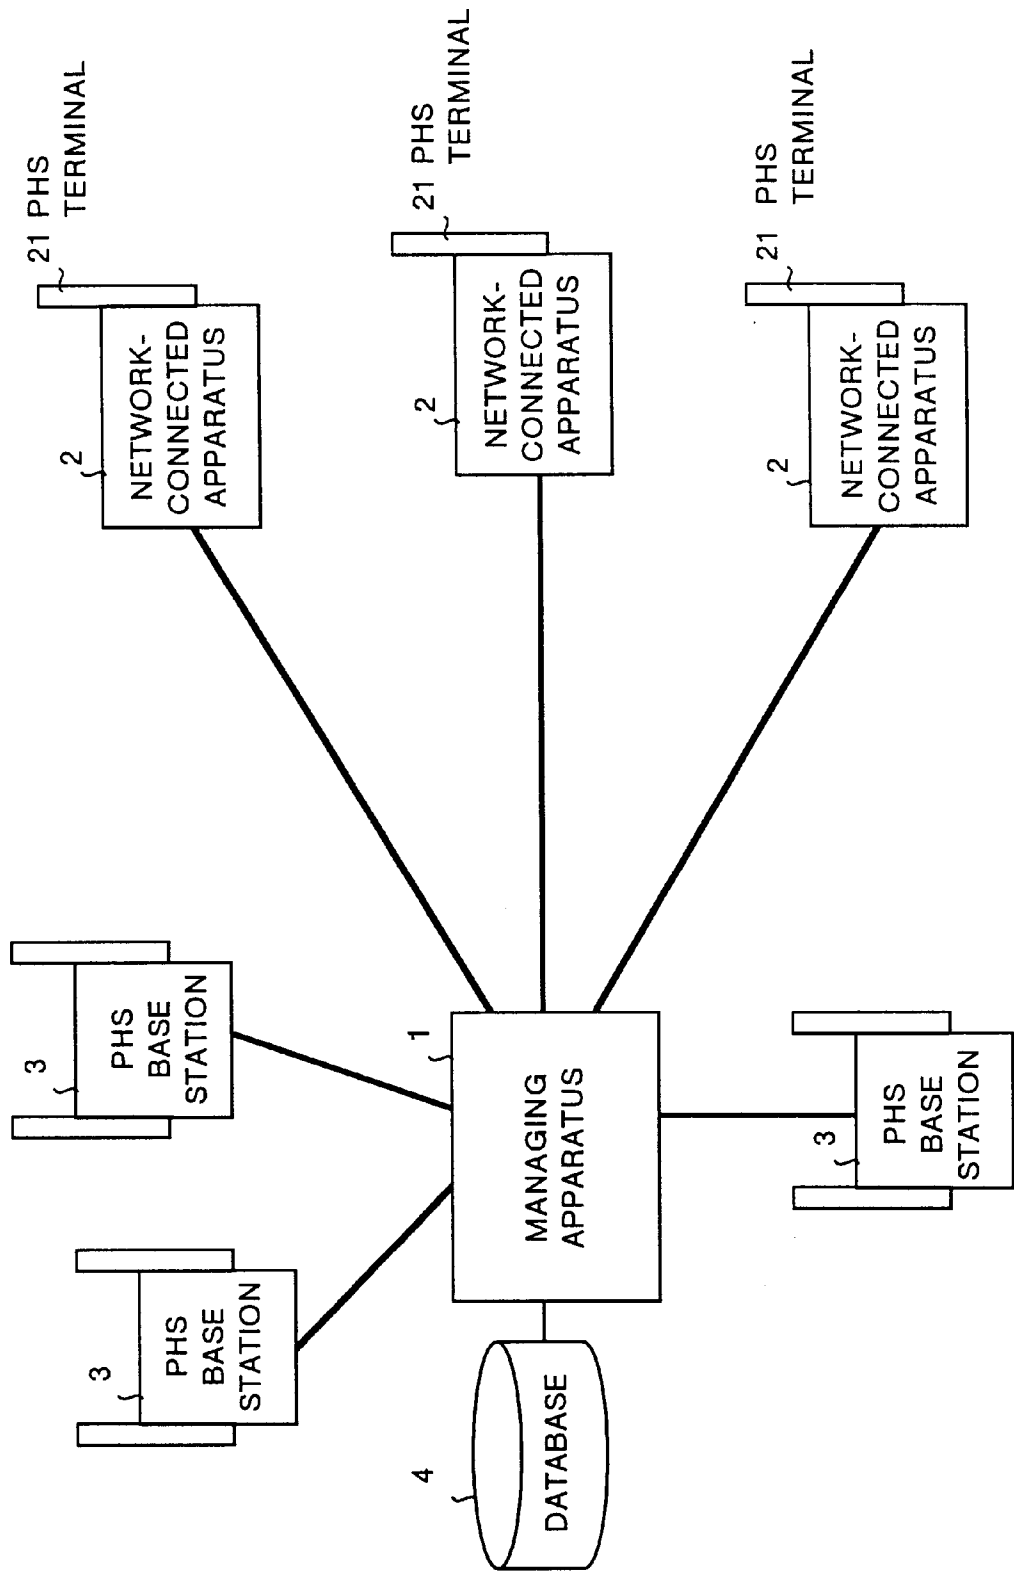 3
PHS
BASE
STATION
3
PHS
BASE
STATION
21 PHS
TERMINAL
2
NETWORK-
CONNECTED
APPARATUS
4
DATABASE
1
MANAGING
APPARATUS
21 PHS
TERMINAL
2
NETWORK-
CONNECTED
APPARATUS
3
PHS
BASE
STATION
21 PHS
TERMINAL
2
NETWORK-
CONNECTED
APPARATUS